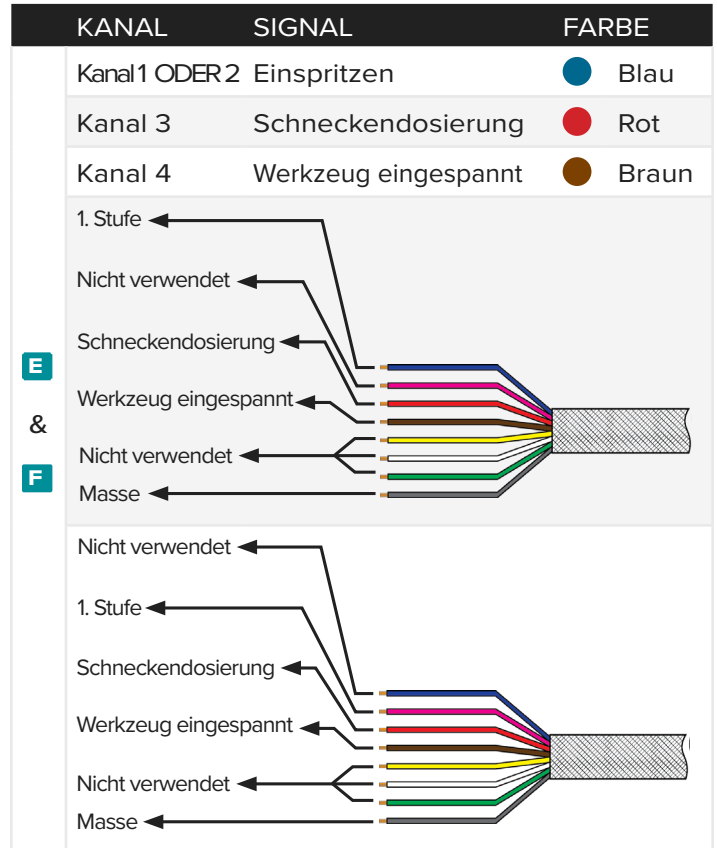 KANAL SIGNAL FARBE
Kanal 1 ODER 2 Einspritzen Blau
Kanal 3 Schneckendosierung Rot
Kanal 4 Werkzeug eingespannt Braun
E
&
F
1. Stufe
Nicht verwendet
Schneckendosierung
Werkzeug eingespannt
Nicht verwendet
Masse
Nicht verwendet
1. Stufe
Schneckendosierung
Werkzeug eingespannt
Nicht verwendet
Masse